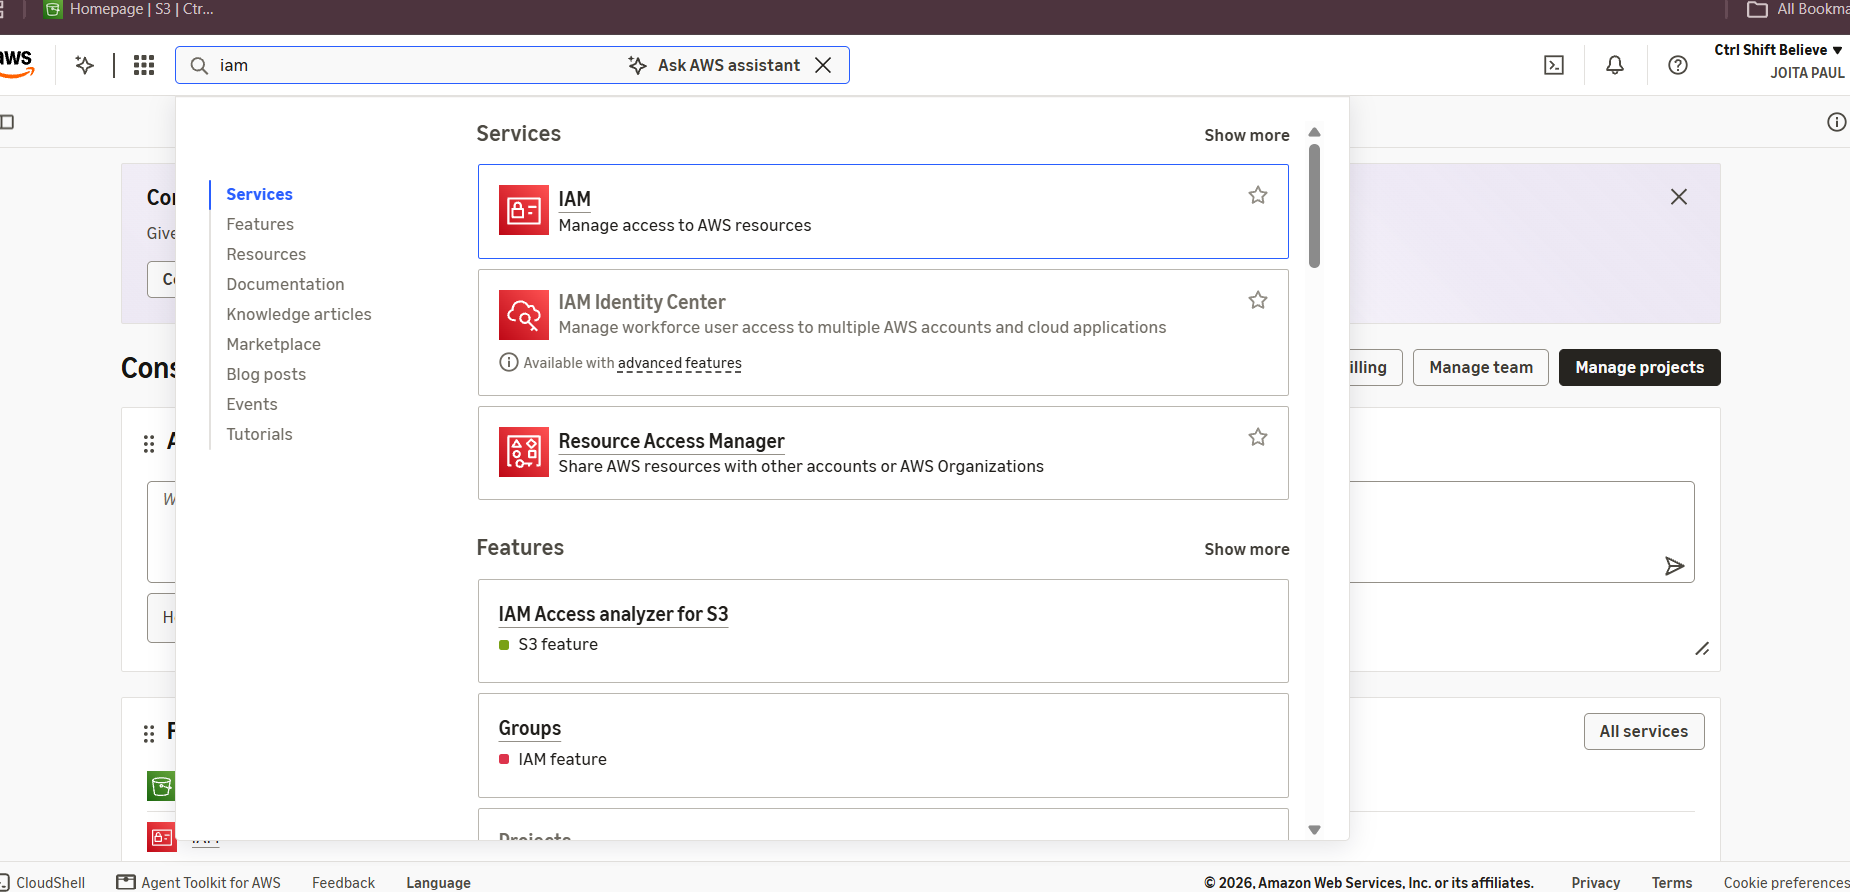 Homepage | S3 | Ctr...
All Bookma
aws
iam
Ask AWS assistant
Ctrl Shift Believe
JOITA PAUL
Services
Show more
Services
Features
Resources
Documentation
Knowledge articles
Marketplace
Blog posts
Events
Tutorials
IAM
Manage access to AWS resources
IAM Identity Center
Manage workforce user access to multiple AWS accounts and cloud applications
Available with advanced features
Resource Access Manager
Share AWS resources with other accounts or AWS Organizations
Features
Show more
IAM Access analyzer for S3
S3 feature
Groups
IAM feature
Con
Give
Co
Cons
illing
Manage team
Manage projects
A
W
H
F
All services
CloudShell
Agent Toolkit for AWS
Feedback
Language
© 2026, Amazon Web Services, Inc. or its affiliates.
Privacy
Terms
Cookie preferences